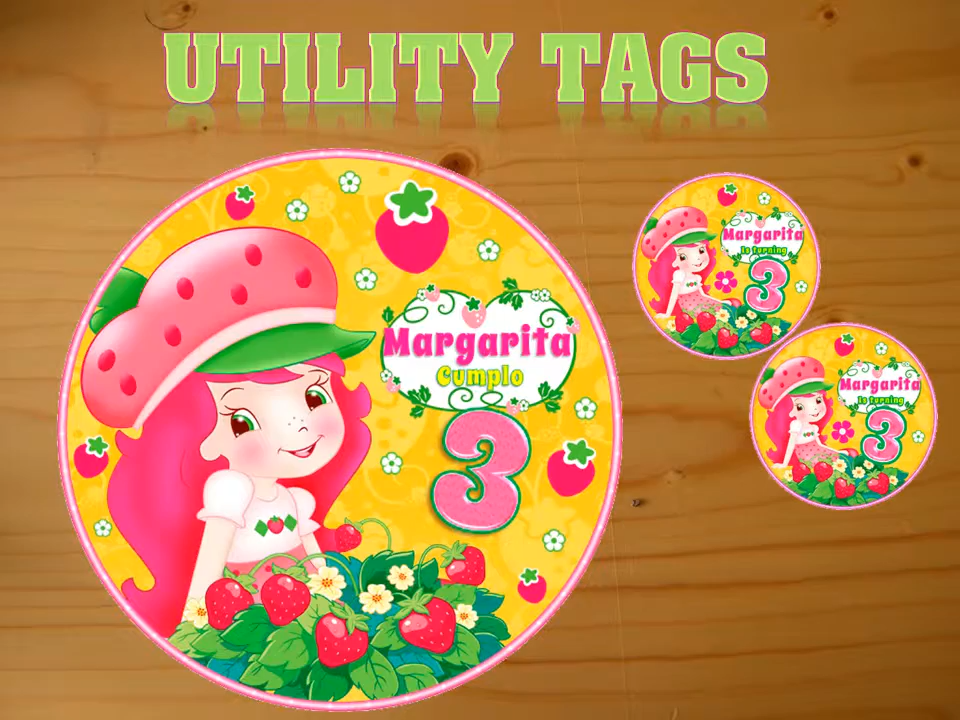 UTILITY TAGS
Margarita
Cumplo
3
Margarita
Is turning
3
Margarita
Is turning
3